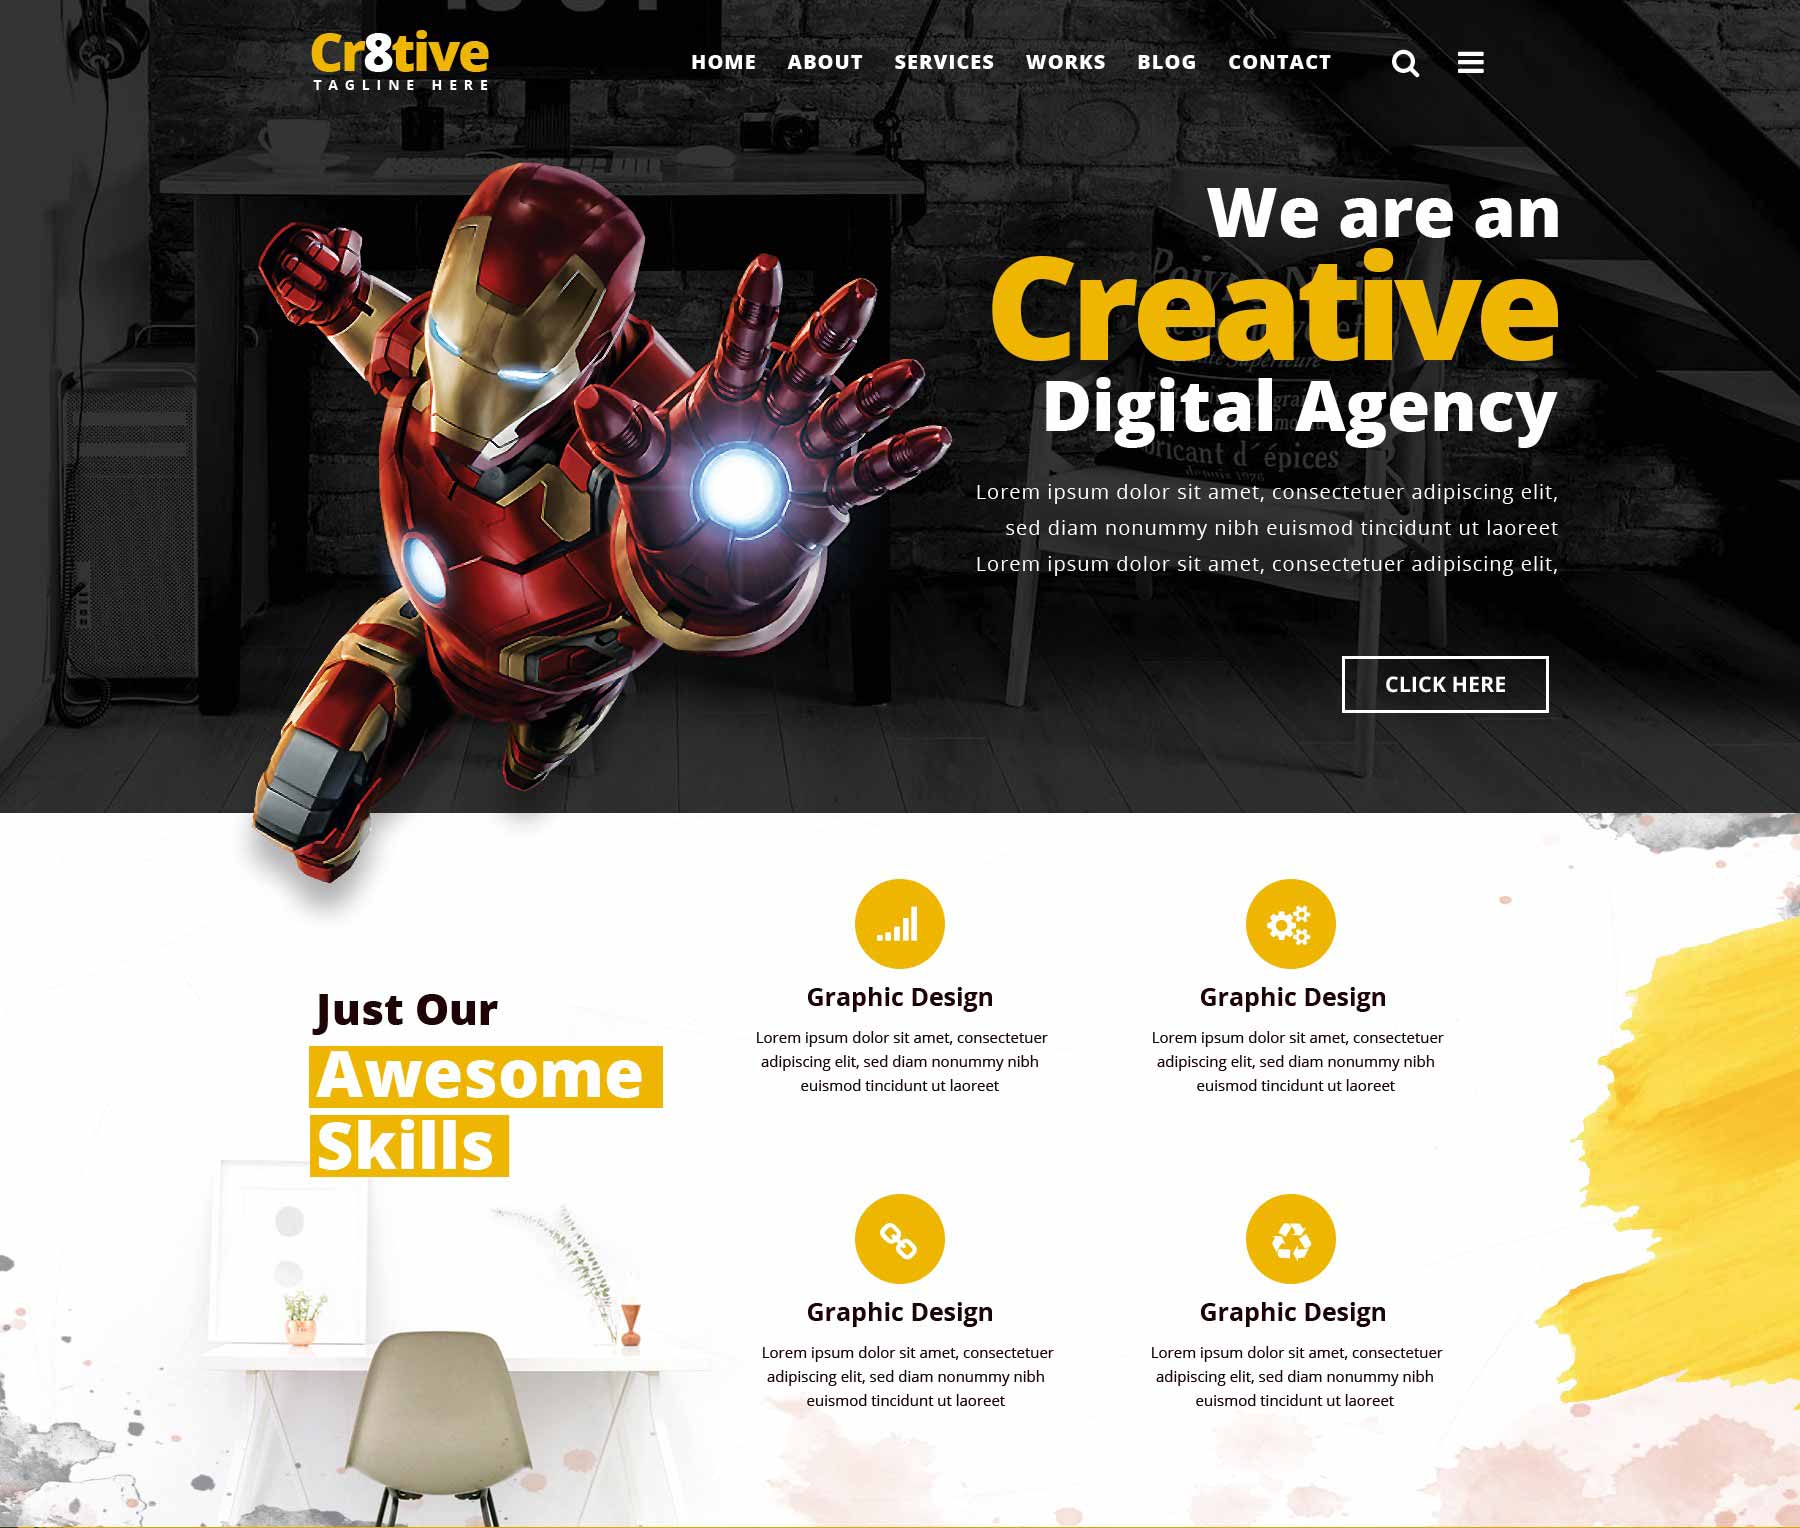 Cr8tive
TAGLINE HERE
HOME ABOUT SERVICES WORKS BLOG CONTACT
We are an
Creative
Digital Agency
Lorem ipsum dolor sit amet, consectetuer adipiscing elit,
sed diam nonummy nibh euismod tincidunt ut laoreet
Lorem ipsum dolor sit amet, consectetuer adipiscing elit,
CLICK HERE
Just Our
Awesome
Skills
Graphic Design
Lorem ipsum dolor sit amet, consectetuer
adipiscing elit, sed diam nonummy nibh
euismod tincidunt ut laoreet
Graphic Design
Lorem ipsum dolor sit amet, consectetuer
adipiscing elit, sed diam nonummy nibh
euismod tincidunt ut laoreet
Graphic Design
Lorem ipsum dolor sit amet, consectetuer
adipiscing elit, sed diam nonummy nibh
euismod tincidunt ut laoreet
Graphic Design
Lorem ipsum dolor sit amet, consectetuer
adipiscing elit, sed diam nonummy nibh
euismod tincidunt ut laoreet